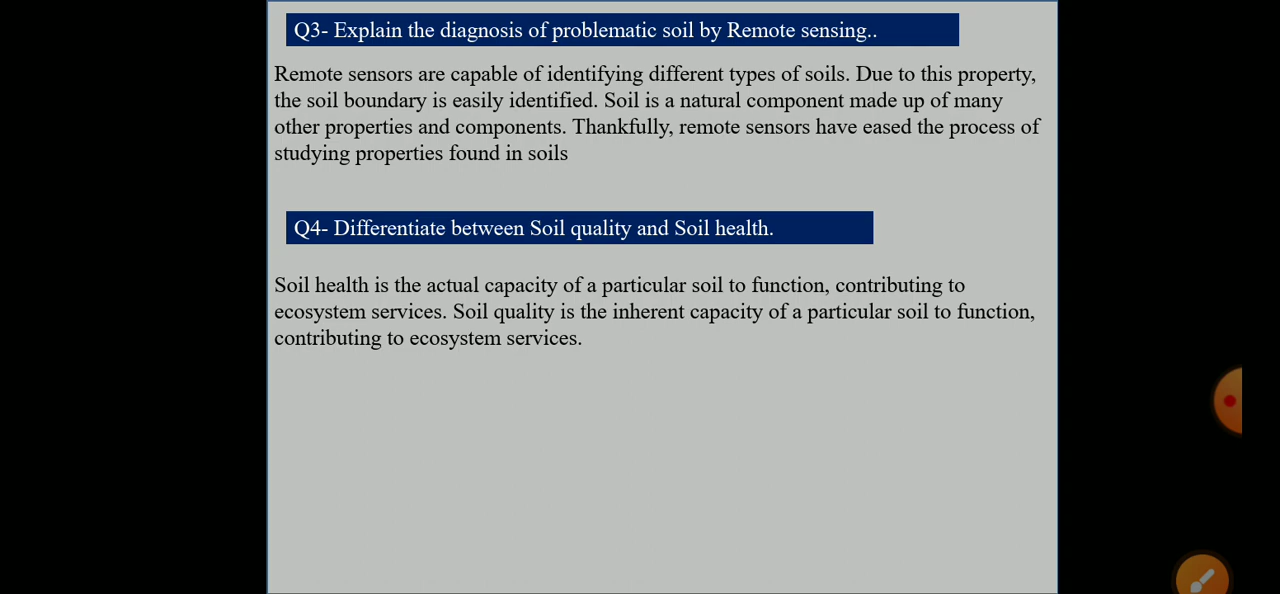 Q3- Explain the diagnosis of problematic soil by Remote sensing..
Remote sensors are capable of identifying different types of soils. Due to this property,
the soil boundary is easily identified. Soil is a natural component made up of many
other properties and components. Thankfully, remote sensors have eased the process of
studying properties found in soils
Q4- Differentiate between Soil quality and Soil health.
Soil health is the actual capacity of a particular soil to function, contributing to
ecosystem services. Soil quality is the inherent capacity of a particular soil to function,
contributing to ecosystem services.